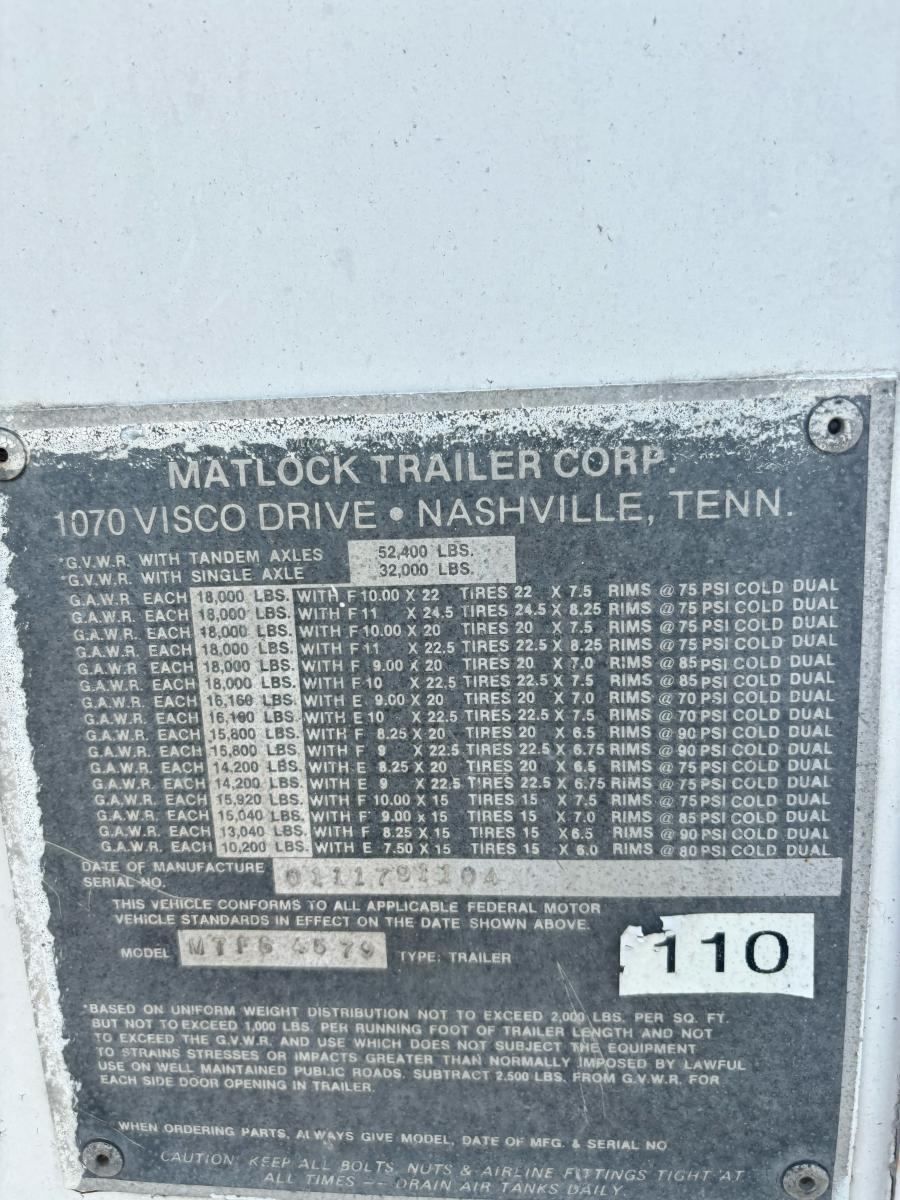 MATLOCK TRAILER CORP.
1070 VISCO DRIVE • NASHVILLE, TENN.
*G.V.W.R. WITH TANDEM AXLES 52,400 LBS.
*G.V.W.R. WITH SINGLE AXLE 32,000 LBS.
G.A.W.R. EACH 18,000 LBS. WITH F 10.00 X 22 TIRES 22 X 7.5 RIMS @ 75 PSI COLD DUAL
G.A.W.R. EACH 18,000 LBS. WITH F 11 X 24.5 TIRES 24.5 X 8.25 RIMS @ 75 PSI COLD DUAL
G.A.W.R. EACH 18,000 LBS. WITH F 10.00 X 20 TIRES 20 X 7.5 RIMS @ 75 PSI COLD DUAL
G.A.W.R. EACH 18,000 LBS. WITH F 11 X 22.5 TIRES 22.5 X 8.25 RIMS @ 75 PSI COLD DUAL
G.A.W.R EACH 18,000 LBS. WITH F 9.00 X 20 TIRES 20 X 7.0 RIMS @ 85 PSI COLD DUAL
G.A.W.R. EACH 18,000 LBS. WITH F 10 X 22.5 TIRES 22.5 X 7.5 RIMS @ 85 PSI COLD DUAL
G.A.W.R. EACH 16,160 LBS. WITH E 9.00 X 20 TIRES 20 X 7.0 RIMS @ 70 PSI COLD DUAL
G.A.W.R. EACH 16,160 LBS. WITH E 10 X 22.5 TIRES 22.5 X 7.5 RIMS @ 70 PSI COLD DUAL
G.A.W.R. EACH 15,800 LBS. WITH F 8.25 X 20 TIRES 20 X 6.5 RIMS @ 90 PSI COLD DUAL
G.A.W.R. EACH 15,800 LBS. WITH F 9 X 22.5 TIRES 22.5 X 6.75 RIMS @ 90 PSI COLD DUAL
G.A.W.R. EACH 14,200 LBS. WITH E 8.25 X 20 TIRES 20 X 6.5 RIMS @ 75 PSI COLD DUAL
G.A.W.R. EACH 14,200 LBS. WITH E 9 X 22.5 TIRES 22.5 X 6.75 RIMS @ 75 PSI COLD DUAL
G.A.W.R. EACH 15,920 LBS. WITH F 10.00 X 15 TIRES 15 X 7.5 RIMS @ 75 PSI COLD DUAL
G.A.W.R. EACH 15,040 LBS. WITH F 9.00 x 15 TIRES 15 X 7.0 RIMS @ 85 PSI COLD DUAL
G.A.W.R. EACH 13,040 LBS. WITH F 8.25 X 15 TIRES 15 X 6.5 RIMS @ 90 PSI COLD DUAL
G.A.W.R. EACH 10,200 LBS. WITH E 7.50 X 15 TIRES 15 X 6.0 RIMS @ 80 PSI COLD DUAL
DATE OF MANUFACTURE
SERIAL NO. 0111791104
THIS VEHICLE CONFORMS TO ALL APPLICABLE FEDERAL MOTOR
VEHICLE STANDARDS IN EFFECT ON THE DATE SHOWN ABOVE.
MODEL TYPE: TRAILER
110
*BASED ON UNIFORM WEIGHT DISTRIBUTION NOT TO EXCEED 2,000 LBS. PER SQ. FT.
BUT NOT TO EXCEED 1,000 LBS. PER RUNNING FOOT OF TRAILER LENGTH AND NOT
TO EXCEED THE G.V.W.R. AND USE WHICH DOES NOT SUBJECT THE EQUIPMENT
TO STRAINS STRESSES OR IMPACTS GREATER THAN NORMALLY IMPOSED BY LAWFUL
USE ON WELL MAINTAINED PUBLIC ROADS. SUBTRACT 2.500 LBS. FROM G.V.W.R. FOR
EACH SIDE DOOR OPENING IN TRAILER.
WHEN ORDERING PARTS, ALWAYS GIVE MODEL, DATE OF MFG. & SERIAL NO
CAUTION: KEEP ALL BOLTS, NUTS & AIRLINE FITTINGS TIGHT AT
ALL TIMES -- DRAIN AIR TANKS DAILY